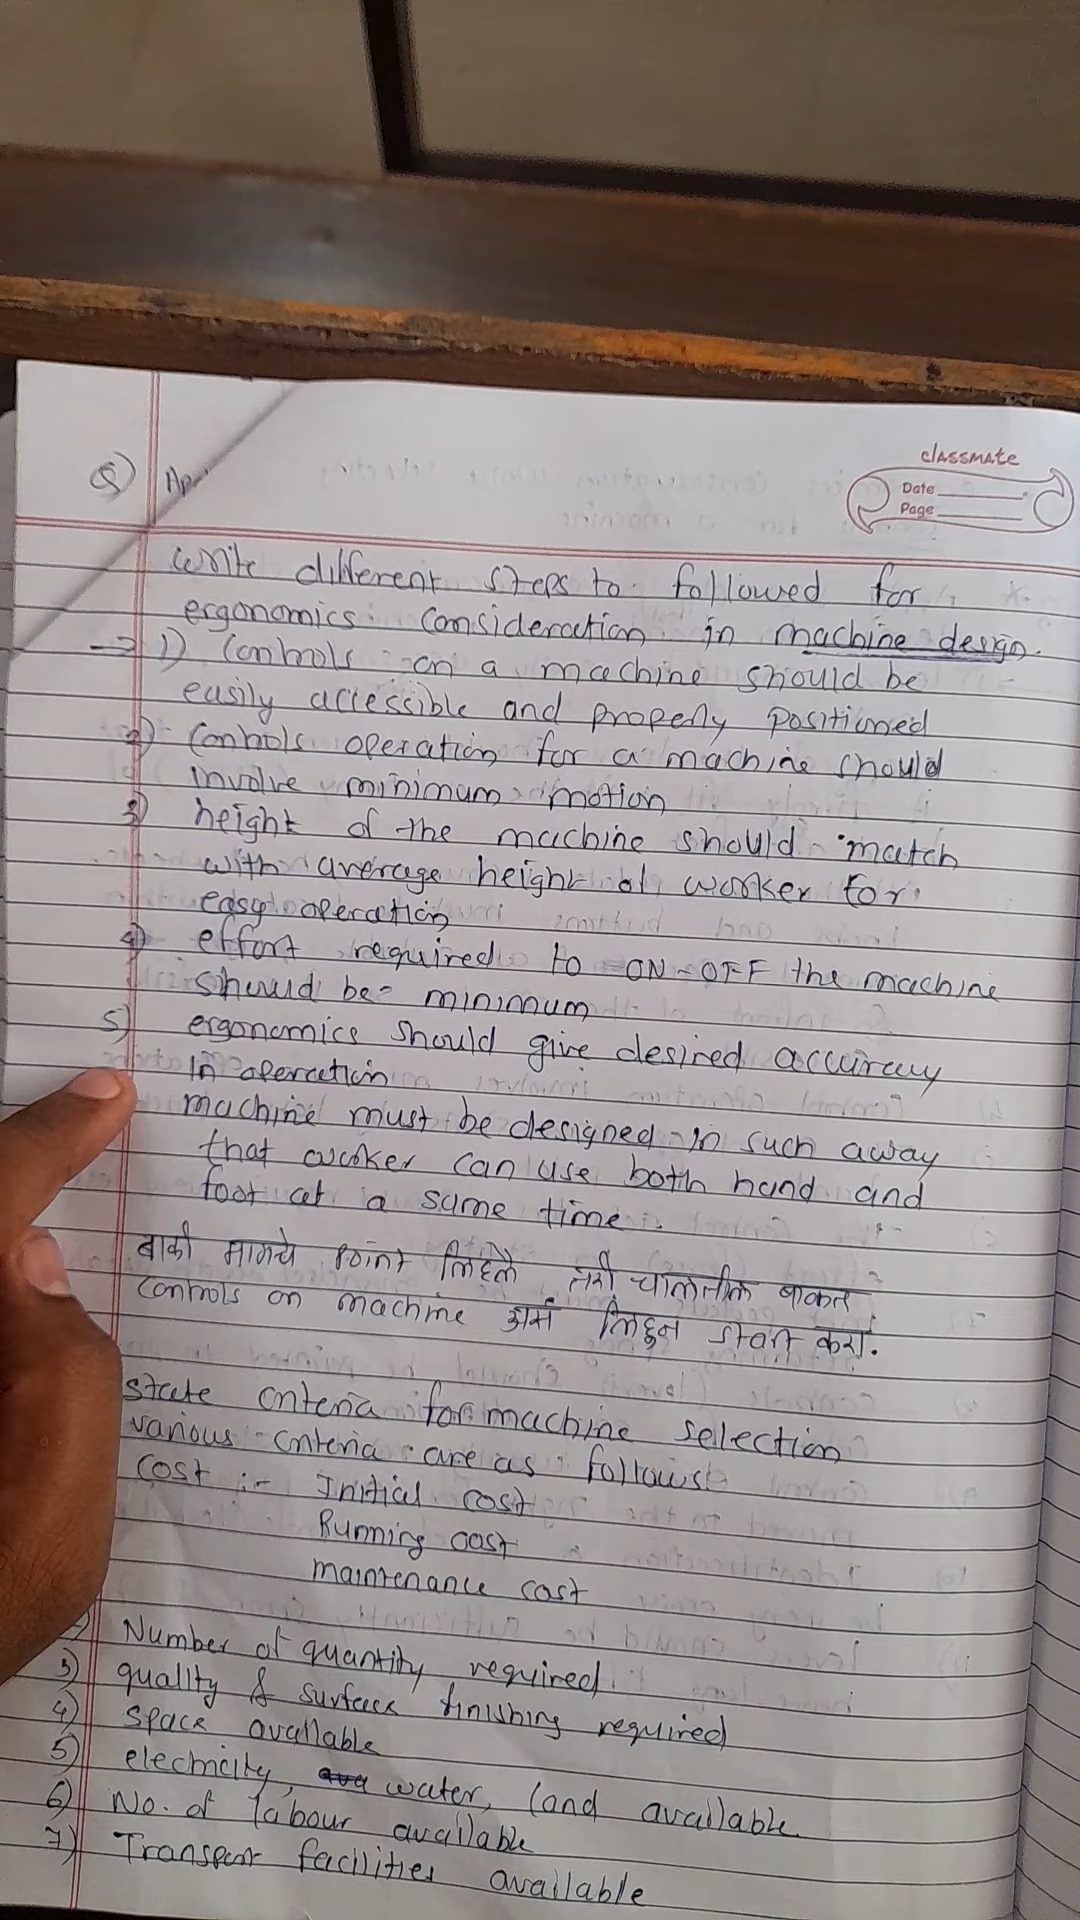 classmate
Date
Page
Q)
write different steps to followed for
ergonomics consideration in machine design.
→ 1) Controls on a machine should be
easily accessible and properly positioned
2) Controls operation for a machine should
involve minimum motion
3) height of the machine should match
with average height of worker for
easy operation
4) effort required to ON-OFF the machine
should be minimum
5) ergonomics should give desired accuracy
In operation
machine must be designed in such away
that worker can use both hand and
foot at a same time.
बाकी मागचे point लिहले तरी चालतील
controls on machine असं लिहून start करा.
state criteria for machine selection
various criteria are as follows
cost :- Initial cost
Running cost
maintenance cost
2) Number of quantity required
3) quality & surface finishing required
4) space available
5) electricity, water, land available
6) No. of labour available
7) Transport facilities available